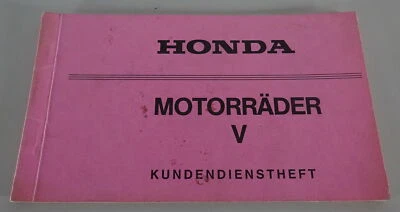 HONDA
MOTORRÄDER
V
KUNDENDIENSTHEFT